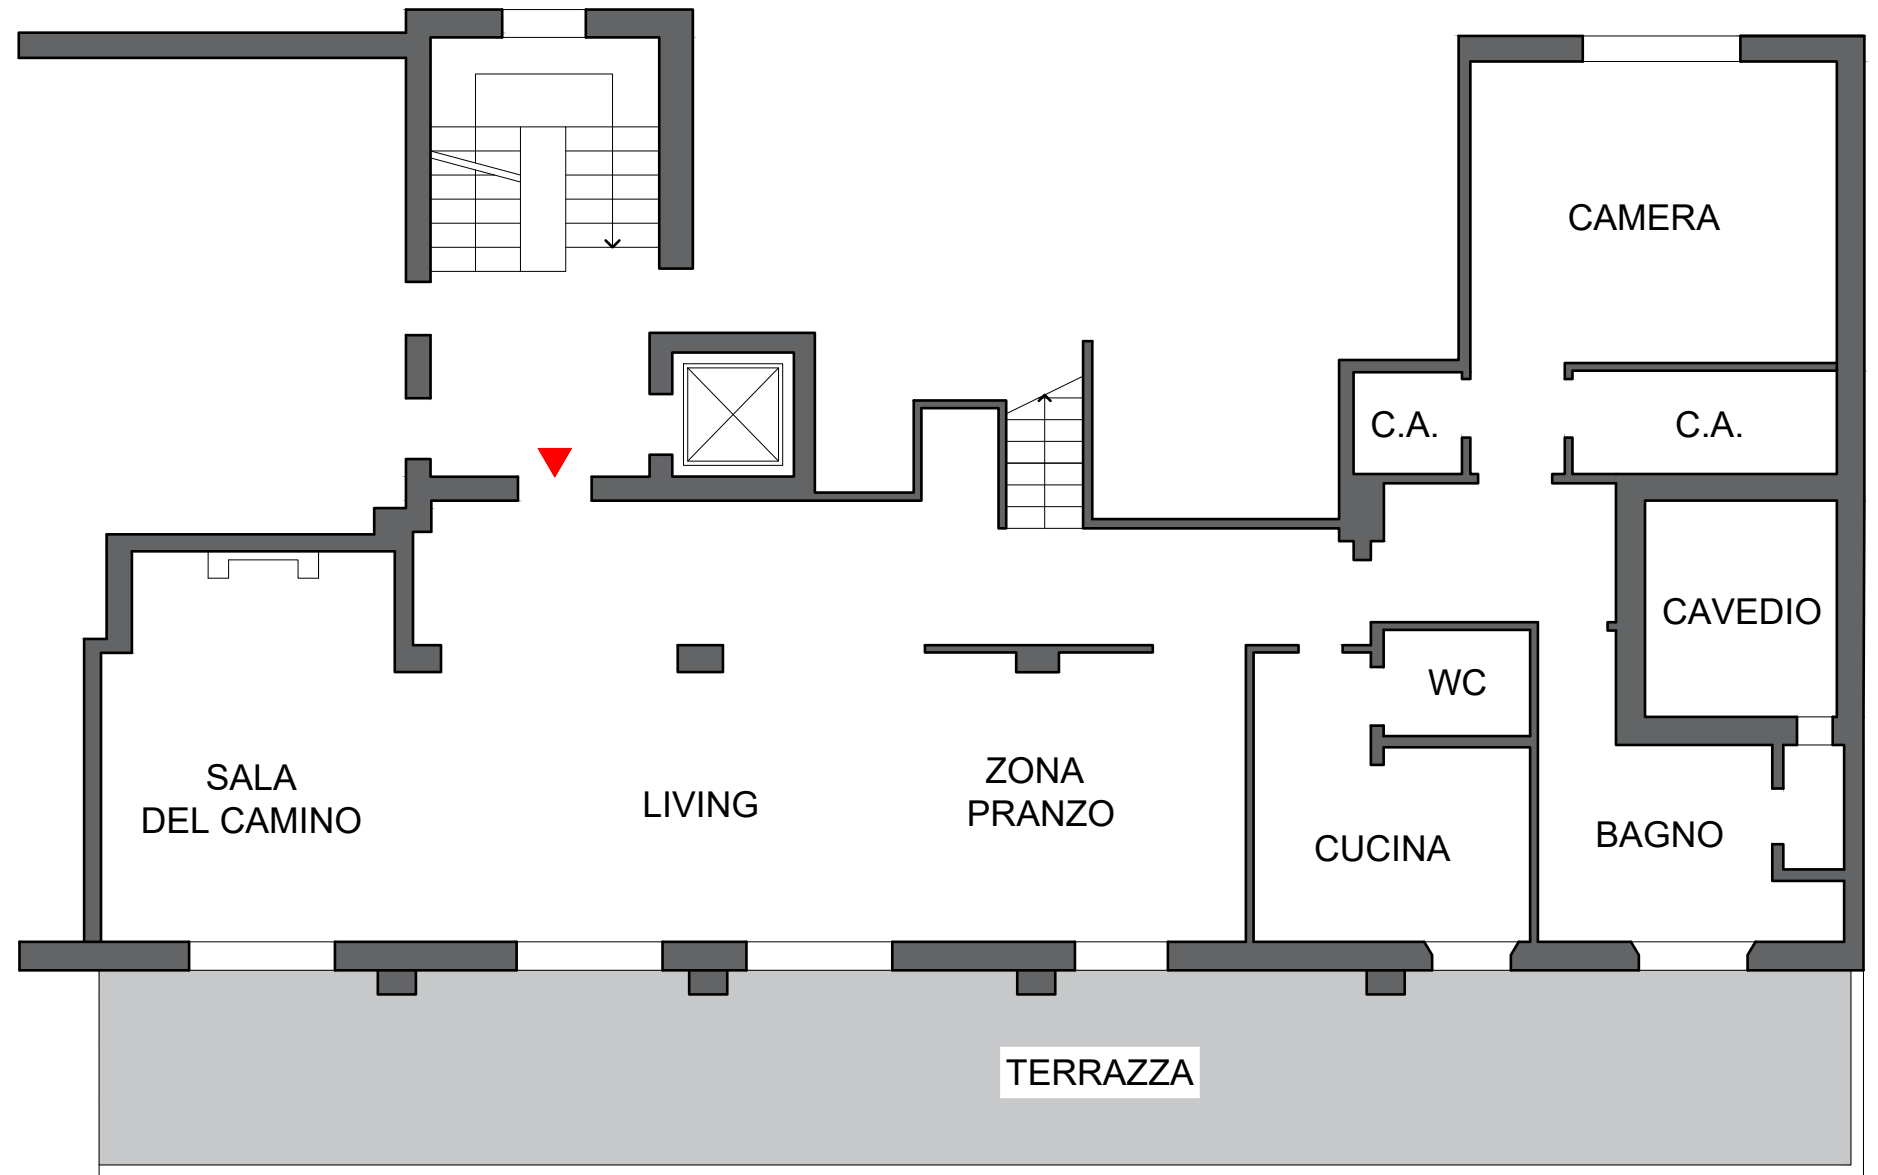 CAMERA
C.A.
C.A.
CAVEDIO
WC
SALA
DEL CAMINO
LIVING
ZONA
PRANZO
CUCINA
BAGNO
TERRAZZA